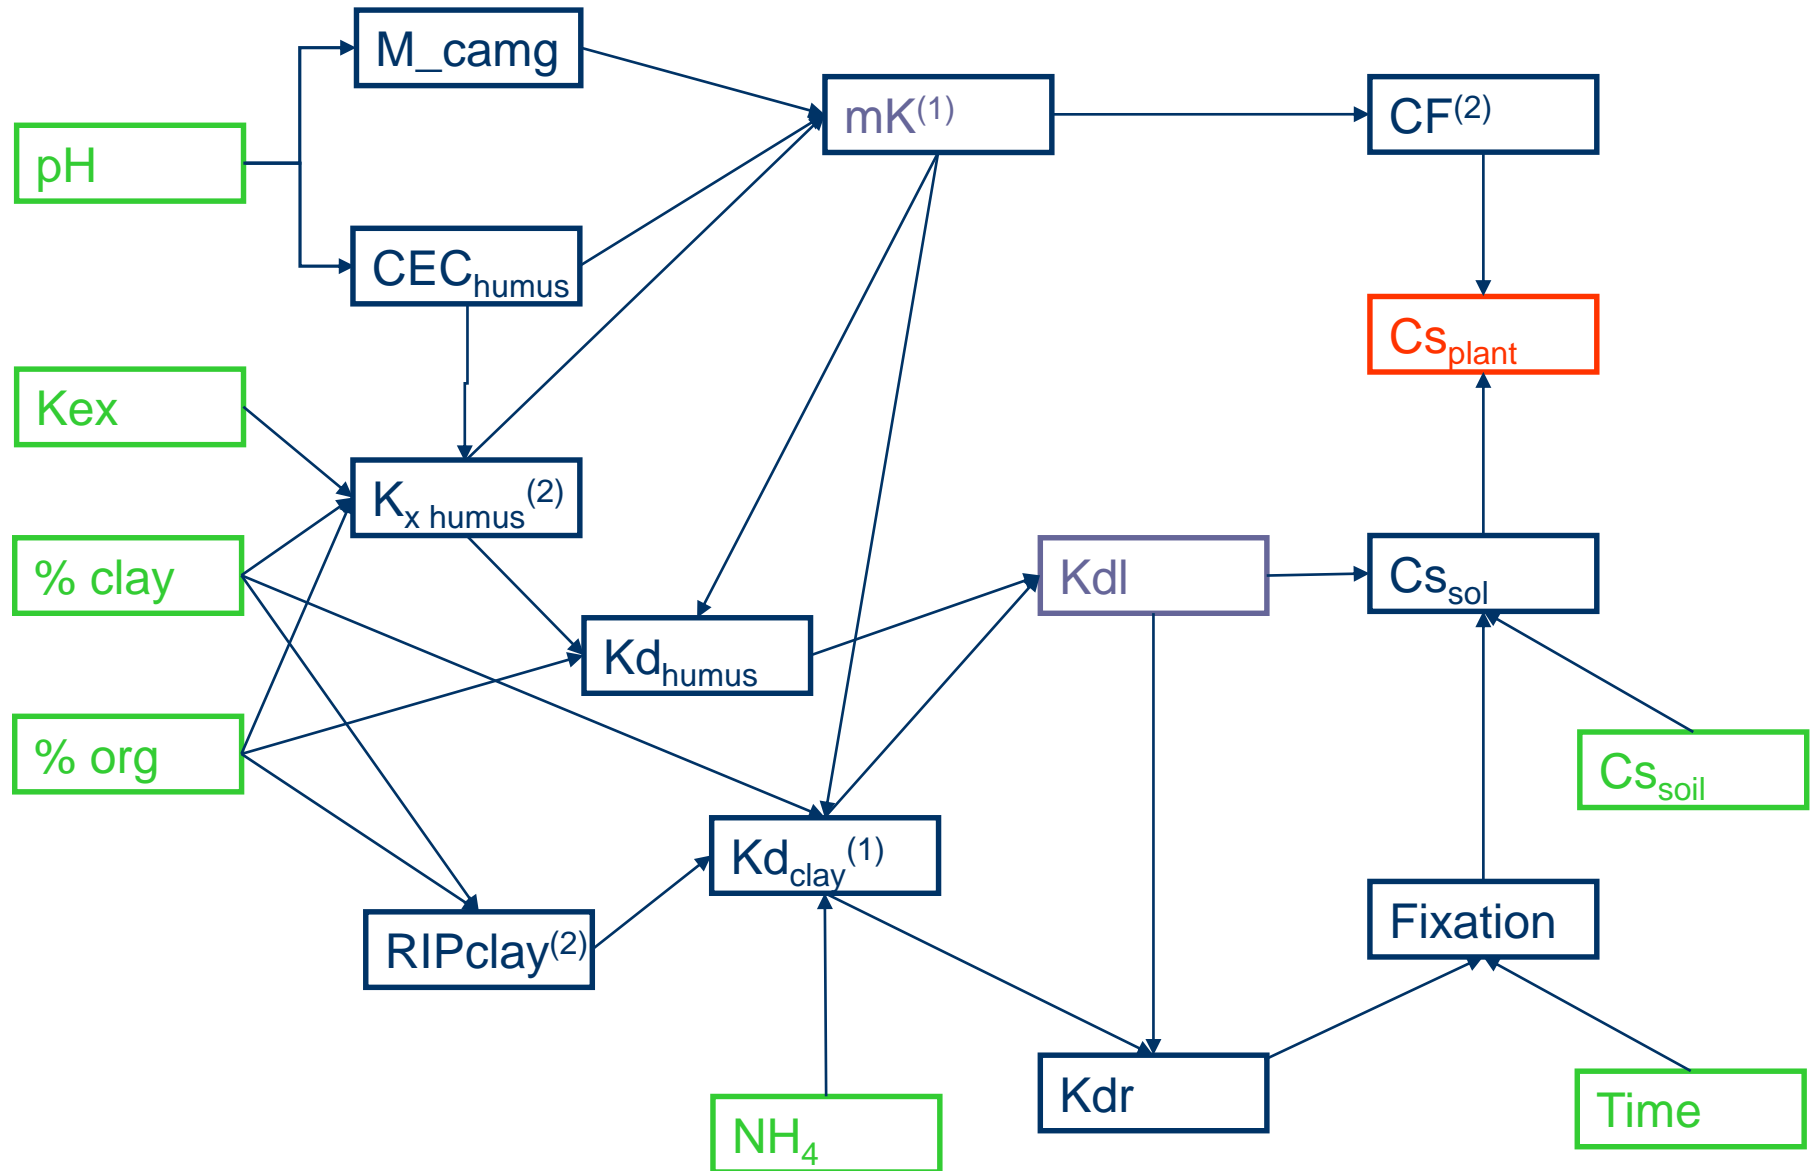 M_camg
mK(1)
CF(2)
pH
CEChumus
Csplant
Kex
Kx humus(2)
% clay
Kdl
Cssol
Kdhumus
% org
Cssoil
Kdclay(1)
RIPclay(2)
Fixation
Kdr
Time
NH4